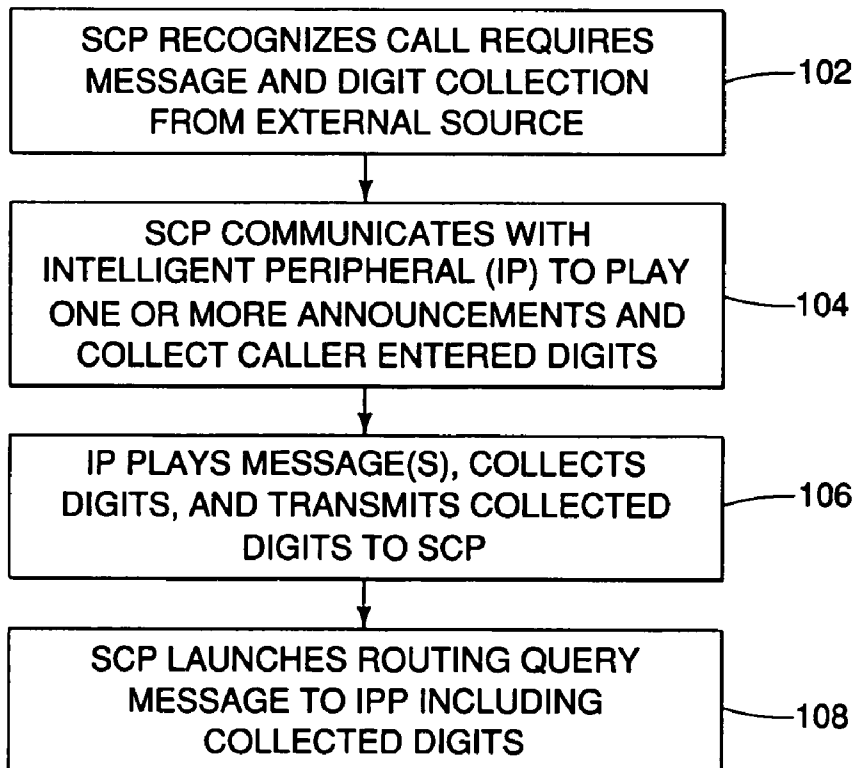 SCP RECOGNIZES CALL REQUIRES
MESSAGE AND DIGIT COLLECTION
FROM EXTERNAL SOURCE
102
SCP COMMUNICATES WITH
INTELLIGENT PERIPHERAL (IP) TO PLAY
ONE OR MORE ANNOUNCEMENTS AND
COLLECT CALLER ENTERED DIGITS
104
IP PLAYS MESSAGE(S), COLLECTS
DIGITS, AND TRANSMITS COLLECTED
DIGITS TO SCP
106
SCP LAUNCHES ROUTING QUERY
MESSAGE TO IPP INCLUDING
COLLECTED DIGITS
108